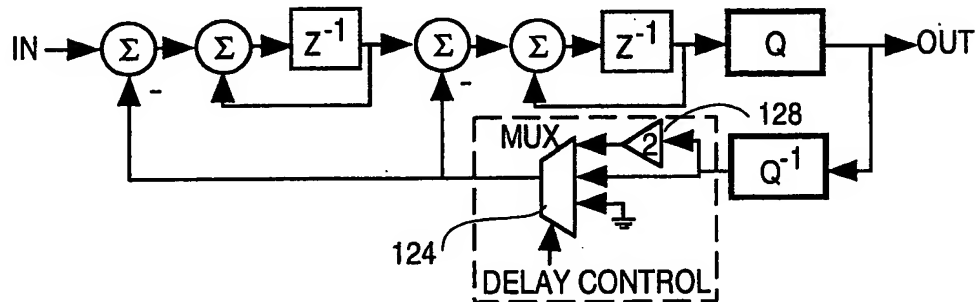 IN Σ Σ Z⁻¹ Σ Σ Z⁻¹ Q OUT
- -
MUX 2 128 Q⁻¹
124
DELAY CONTROL